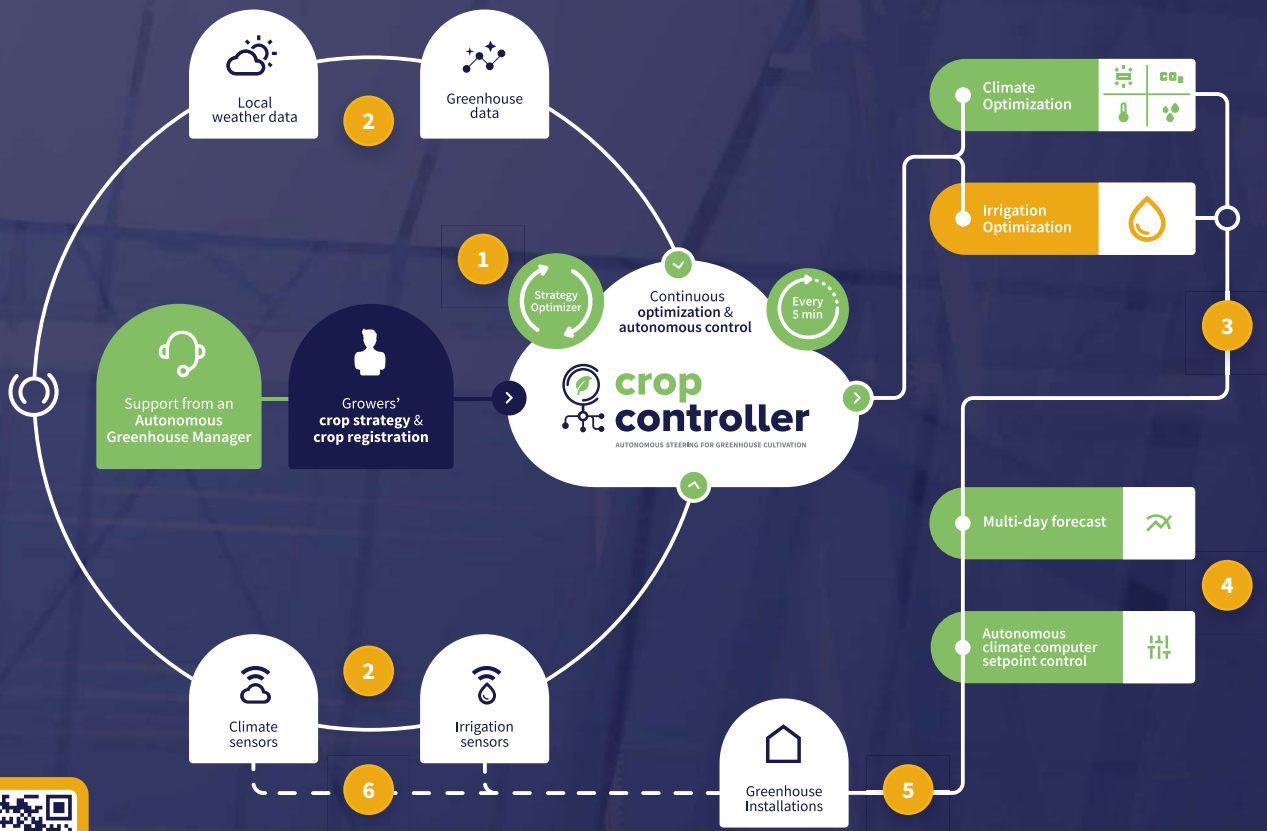 Local
weather data
2
Greenhouse
data
Climate
Optimization
CO2
Irrigation
Optimization
1
Strategy
Optimizer
Continuous
optimization &
autonomous control
Every
5 min
3
Support from an
Autonomous
Greenhouse Manager
Growers’
crop strategy &
crop registration
crop
controller
AUTONOMOUS STEERING FOR GREENHOUSE CULTIVATION
Multi-day forecast
4
Autonomous
climate computer
setpoint control
2
Climate
sensors
Irrigation
sensors
6
Greenhouse
Installations
5